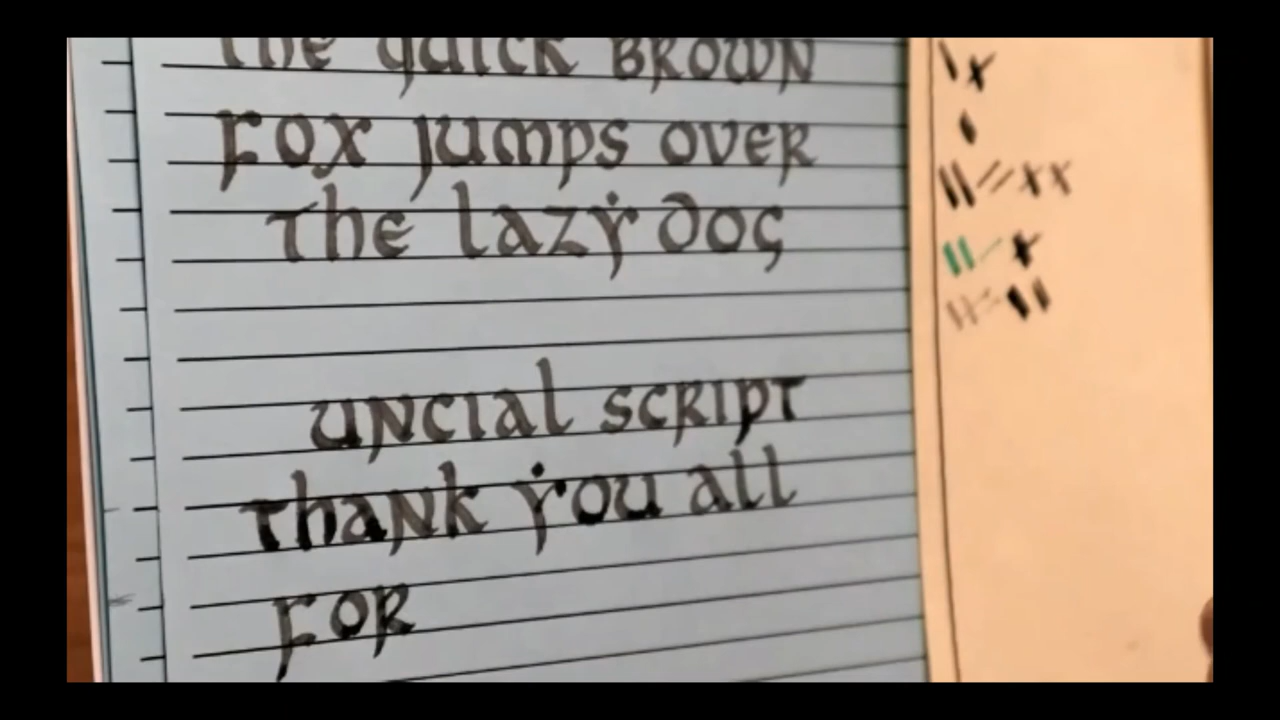 the quick brown
fox jumps over
the lazy dog
uncial script
thank you all
for